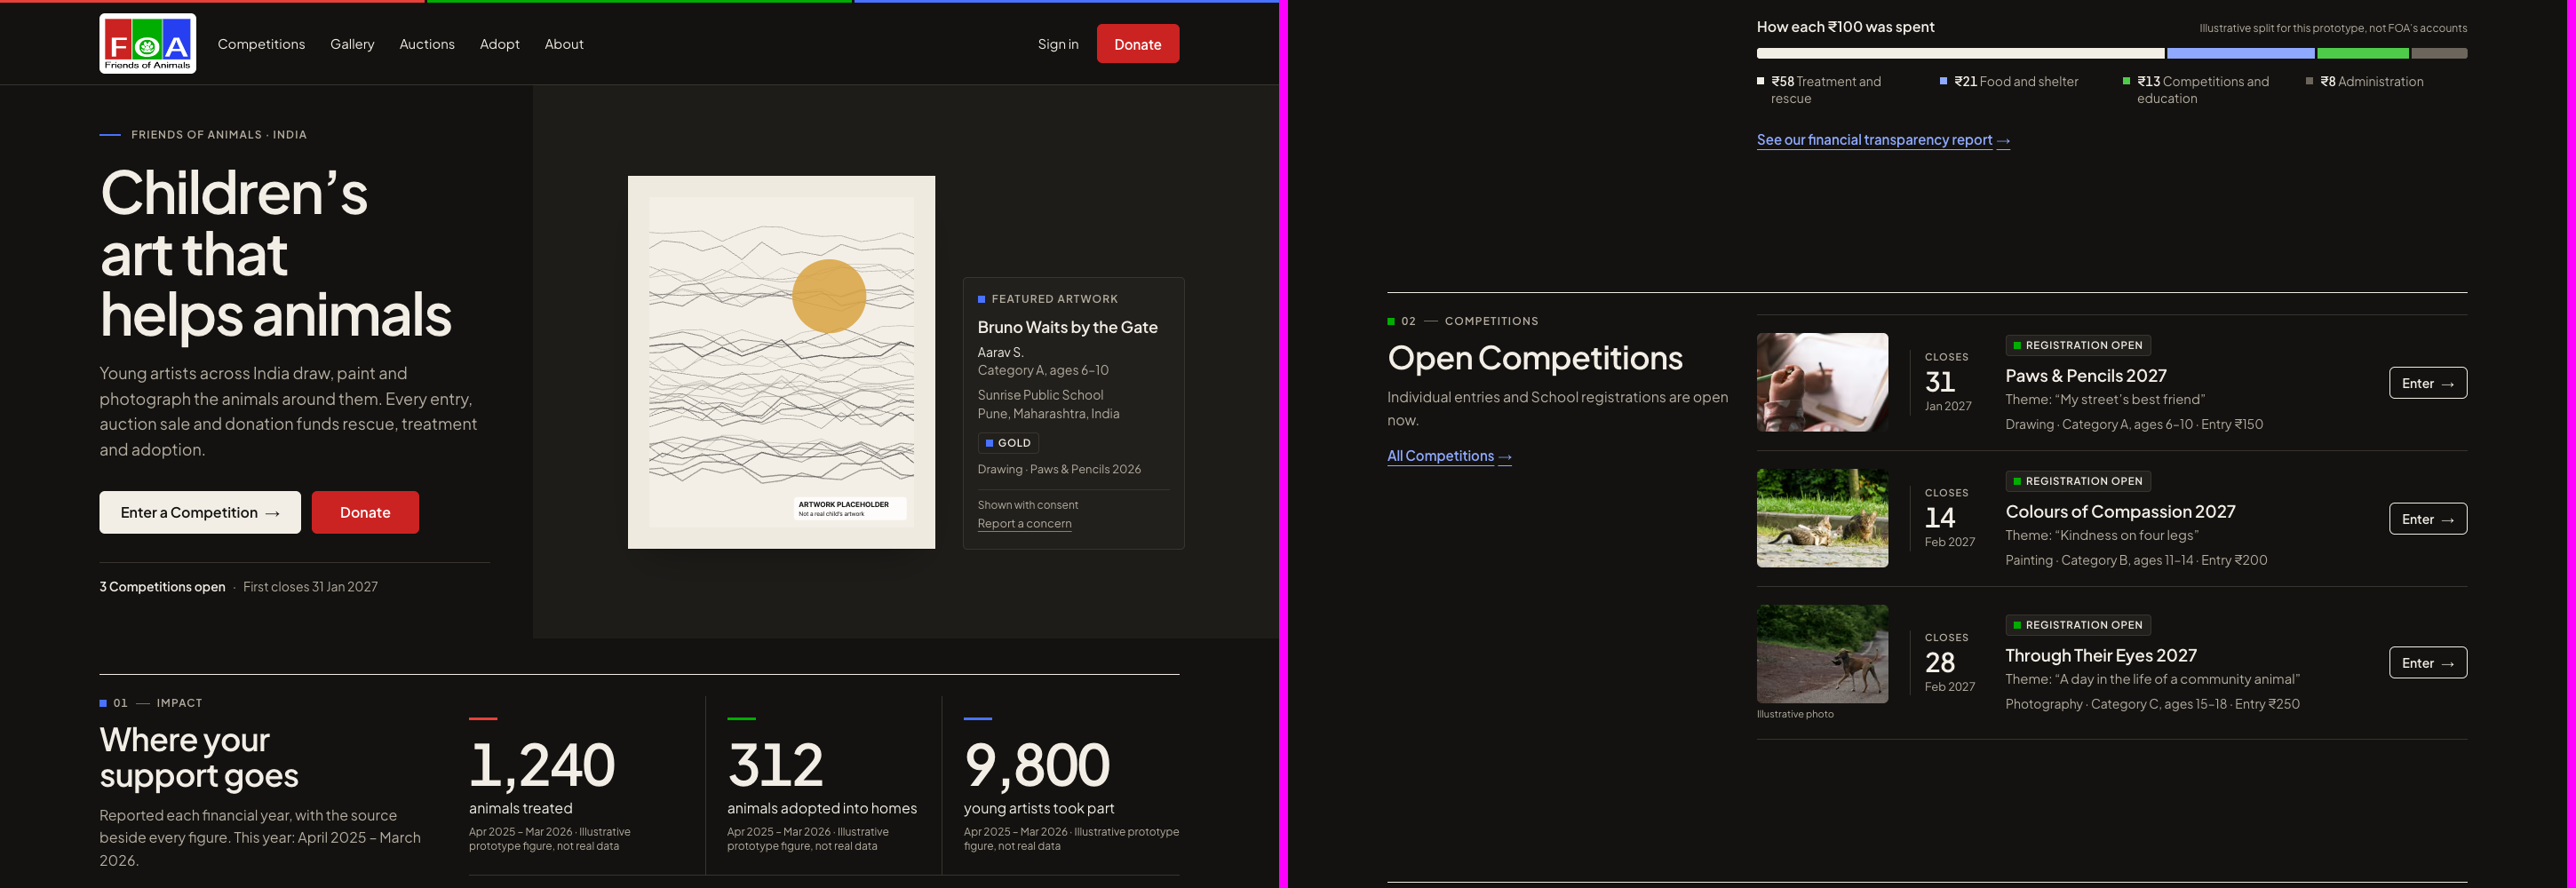 FOA
Friends of Animals
Competitions
Gallery
Auctions
Adopt
About
Sign in
Donate
FRIENDS OF ANIMALS · INDIA
Children’s
art that
helps animals
Young artists across India draw, paint and
photograph the animals around them. Every entry,
auction sale and donation funds rescue, treatment
and adoption.
Enter a Competition →
Donate
3 Competitions open · First closes 31 Jan 2027
ARTWORK PLACEHOLDER
Not a real child's artwork
FEATURED ARTWORK
Bruno Waits by the Gate
Aarav S.
Category A, ages 6–10
Sunrise Public School
Pune, Maharashtra, India
GOLD
Drawing · Paws & Pencils 2026
Shown with consent
Report a concern
01 — IMPACT
Where your
support goes
Reported each financial year, with the source
beside every figure. This year: April 2025 – March
2026.
1,240
animals treated
Apr 2025 – Mar 2026 · Illustrative
prototype figure, not real data
312
animals adopted into homes
Apr 2025 – Mar 2026 · Illustrative
prototype figure, not real data
9,800
young artists took part
Apr 2025 – Mar 2026 · Illustrative prototype
figure, not real data
How each ₹100 was spent
Illustrative split for this prototype, not FOA’s accounts
₹58 Treatment and
rescue
₹21 Food and shelter
₹13 Competitions and
education
₹8 Administration
See our financial transparency report →
02 — COMPETITIONS
Open Competitions
Individual entries and School registrations are open
now.
All Competitions →
CLOSES
31
Jan 2027
REGISTRATION OPEN
Paws & Pencils 2027
Theme: “My street’s best friend”
Drawing · Category A, ages 6–10 · Entry ₹150
Enter →
CLOSES
14
Feb 2027
REGISTRATION OPEN
Colours of Compassion 2027
Theme: “Kindness on four legs”
Painting · Category B, ages 11–14 · Entry ₹200
Enter →
Illustrative photo
CLOSES
28
Feb 2027
REGISTRATION OPEN
Through Their Eyes 2027
Theme: “A day in the life of a community animal”
Photography · Category C, ages 15–18 · Entry ₹250
Enter →